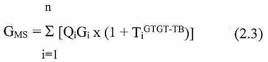 n
G_MS = Σ [Q_iG_i x (1 + T_i^GTGT-TB)] (2.3)
i=1